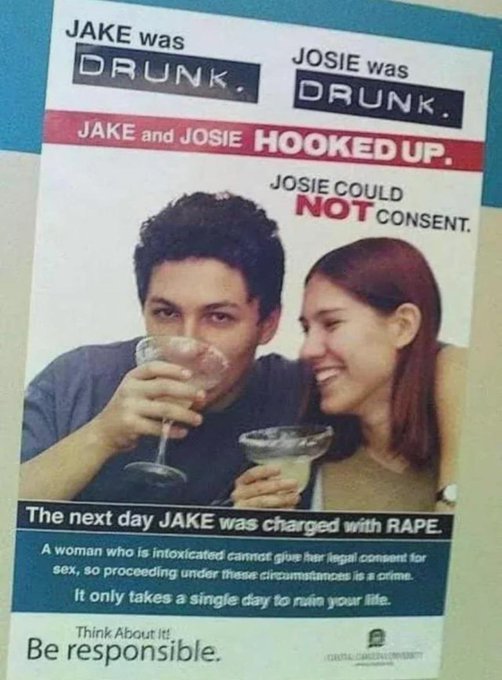 JAKE was
DRUNK.
JOSIE was
DRUNK.
JAKE and JOSIE HOOKED UP.
JOSIE COULD
NOT CONSENT.
The next day JAKE was charged with RAPE.
A woman who is intoxicated cannot give her legal consent for
sex, so proceeding under these circumstances is a crime.
It only takes a single day to ruin your life.
Think About It!
Be responsible.